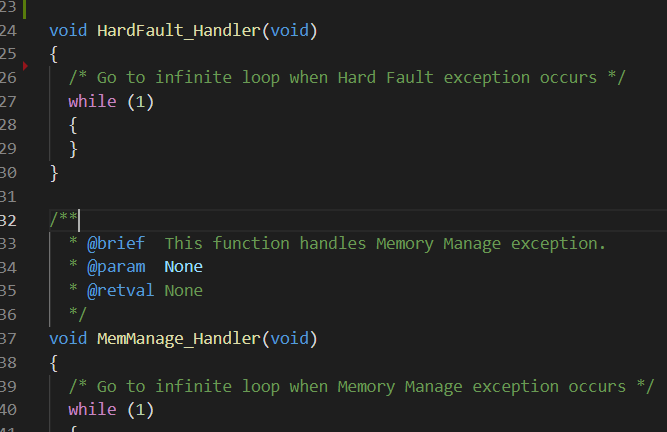 23
24 void HardFault_Handler(void)
25 {
26 /* Go to infinite loop when Hard Fault exception occurs */
27 while (1)
28 {
29 }
30 }
31
32 /**
33 * @brief  This function handles Memory Manage exception.
34 * @param  None
35 * @retval None
36 */
37 void MemManage_Handler(void)
38 {
39 /* Go to infinite loop when Memory Manage exception occurs */
40 while (1)
41 {